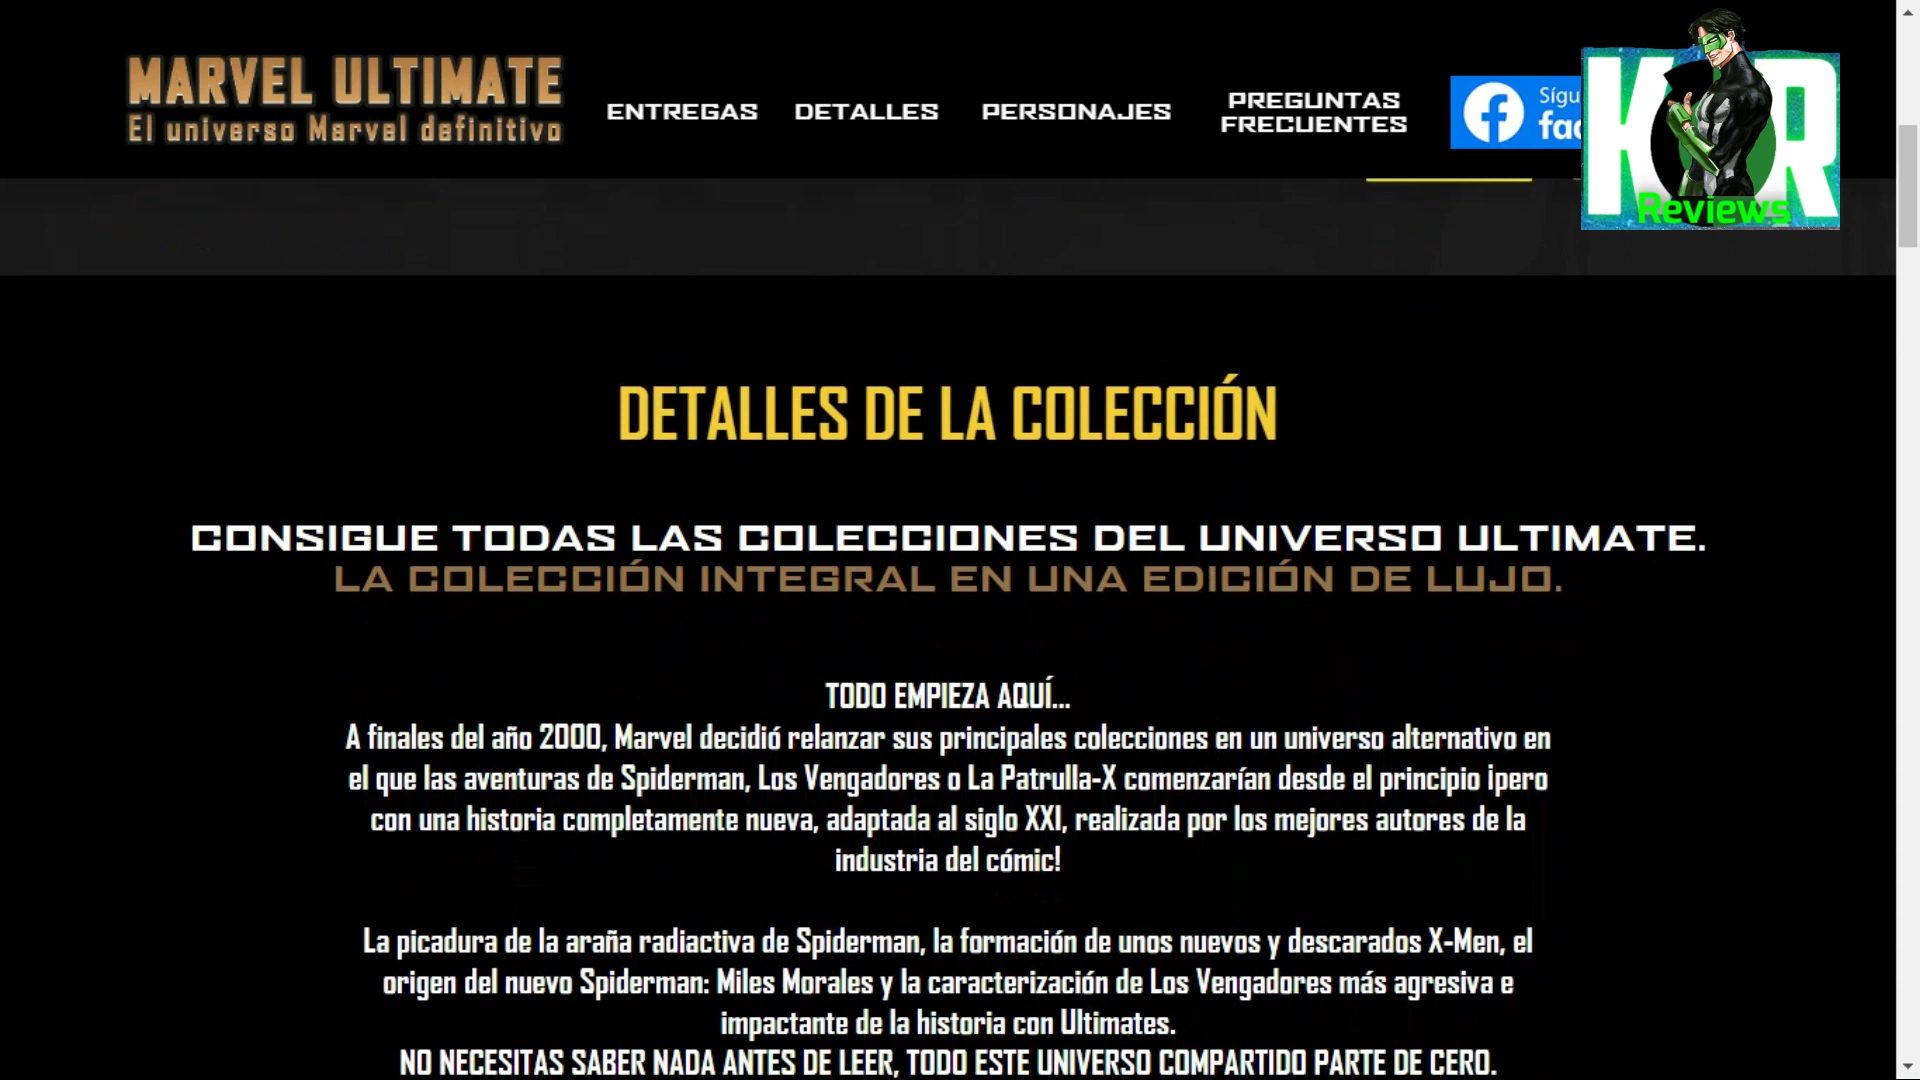 MARVEL ULTIMATE
El universo Marvel definitivo
ENTREGAS
DETALLES
PERSONAJES
PREGUNTAS
FRECUENTES
K R
Reviews
DETALLES DE LA COLECCIÓN
CONSIGUE TODAS LAS COLECCIONES DEL UNIVERSO ULTIMATE.
LA COLECCIÓN INTEGRAL EN UNA EDICIÓN DE LUJO.
TODO EMPIEZA AQUÍ...
A finales del año 2000, Marvel decidió relanzar sus principales colecciones en un universo alternativo en
el que las aventuras de Spiderman, Los Vengadores o La Patrulla-X comenzarían desde el principio ¡pero
con una historia completamente nueva, adaptada al siglo XXI, realizada por los mejores autores de la
industria del cómic!
La picadura de la araña radiactiva de Spiderman, la formación de unos nuevos y descarados X-Men, el
origen del nuevo Spiderman: Miles Morales y la caracterización de Los Vengadores más agresiva e
impactante de la historia con Ultimates.
NO NECESITAS SABER NADA ANTES DE LEER, TODO ESTE UNIVERSO COMPARTIDO PARTE DE CERO.